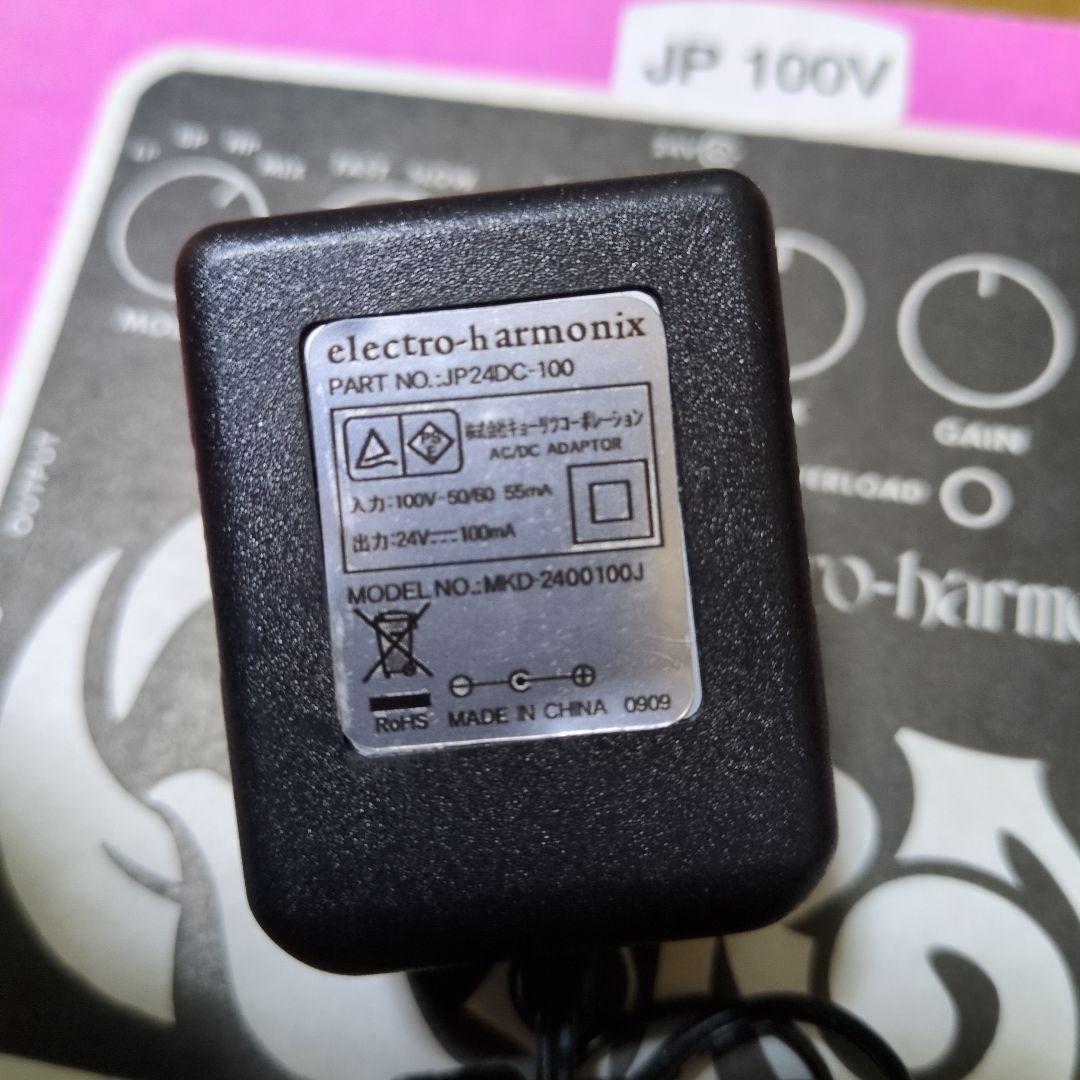 JP 100V
electro-harmonix
PART NO.:JP24DC-100
PS
E
株式会社キョーリツコーポレーション
AC/DC ADAPTOR
入力:100V-50/60 55mA
出力:24V⎓100mA
MODEL NO.:MKD-2400100J
RoHS
MADE IN CHINA 0909
OUTPUT
GAIN
ERLOAD
ro-harmo